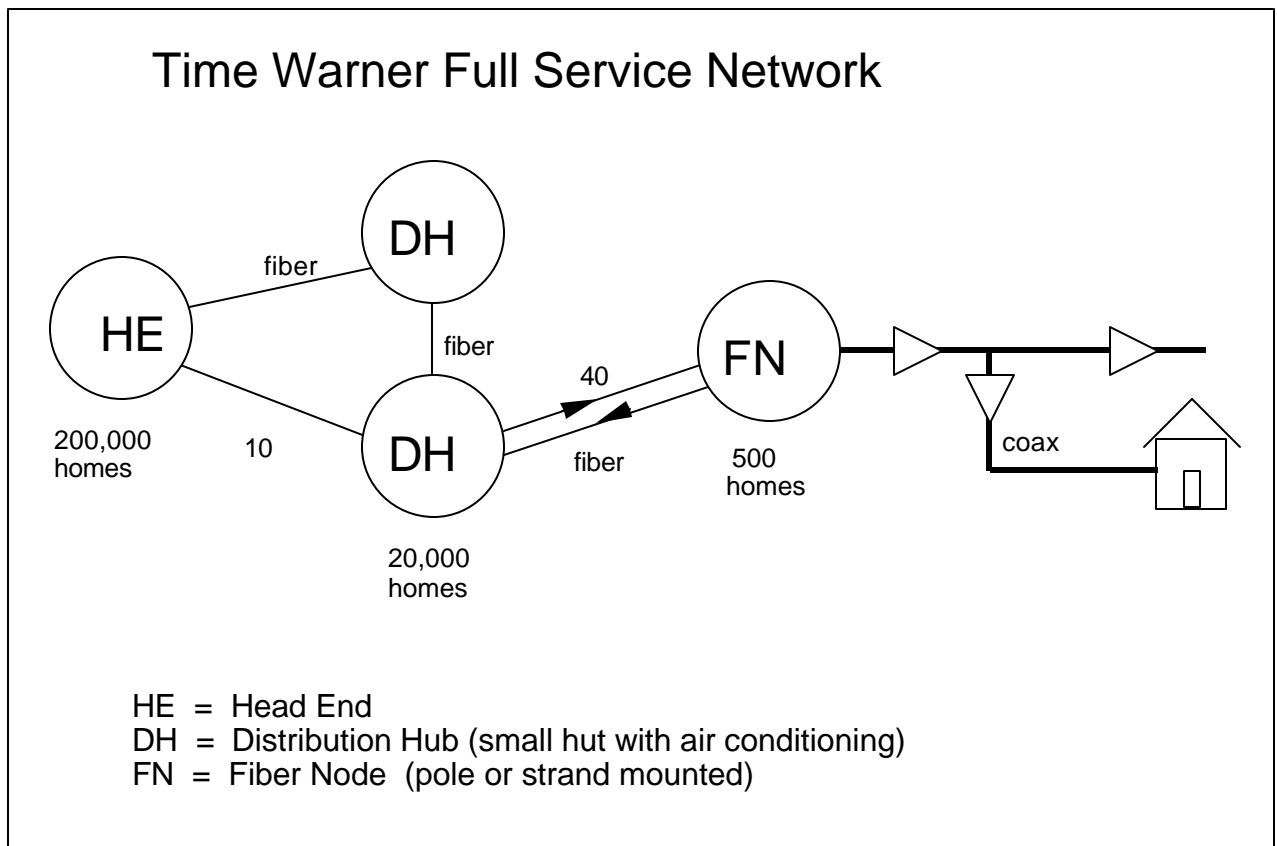 Time Warner Full Service Network
DH
fiber
HE
fiber
FN
40
200,000
homes
10
DH
fiber
500
homes
coax
20,000
homes
HE = Head End
DH = Distribution Hub (small hut with air conditioning)
FN = Fiber Node (pole or strand mounted)